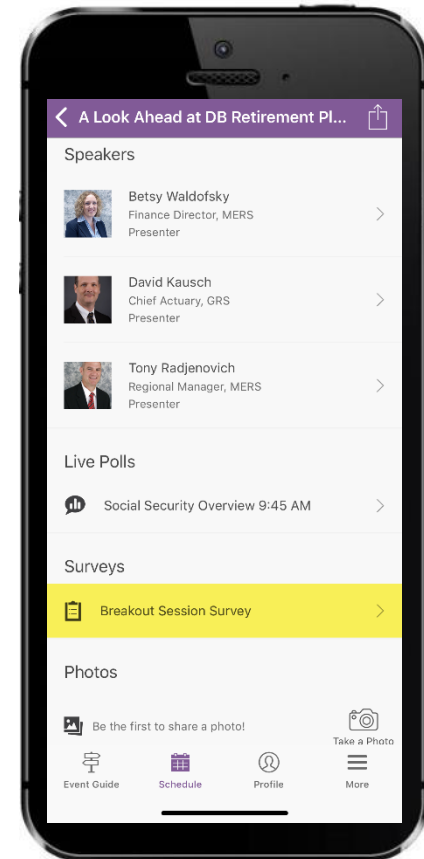 A Look Ahead at DB Retirement Pl...
Speakers
Betsy Waldofsky
Finance Director, MERS
Presenter
David Kausch
Chief Actuary, GRS
Presenter
Tony Radjenovich
Regional Manager, MERS
Presenter
Live Polls
Social Security Overview 9:45 AM
Surveys
Breakout Session Survey
Photos
Be the first to share a photo!
Take a Photo
Event Guide
Schedule
Profile
More